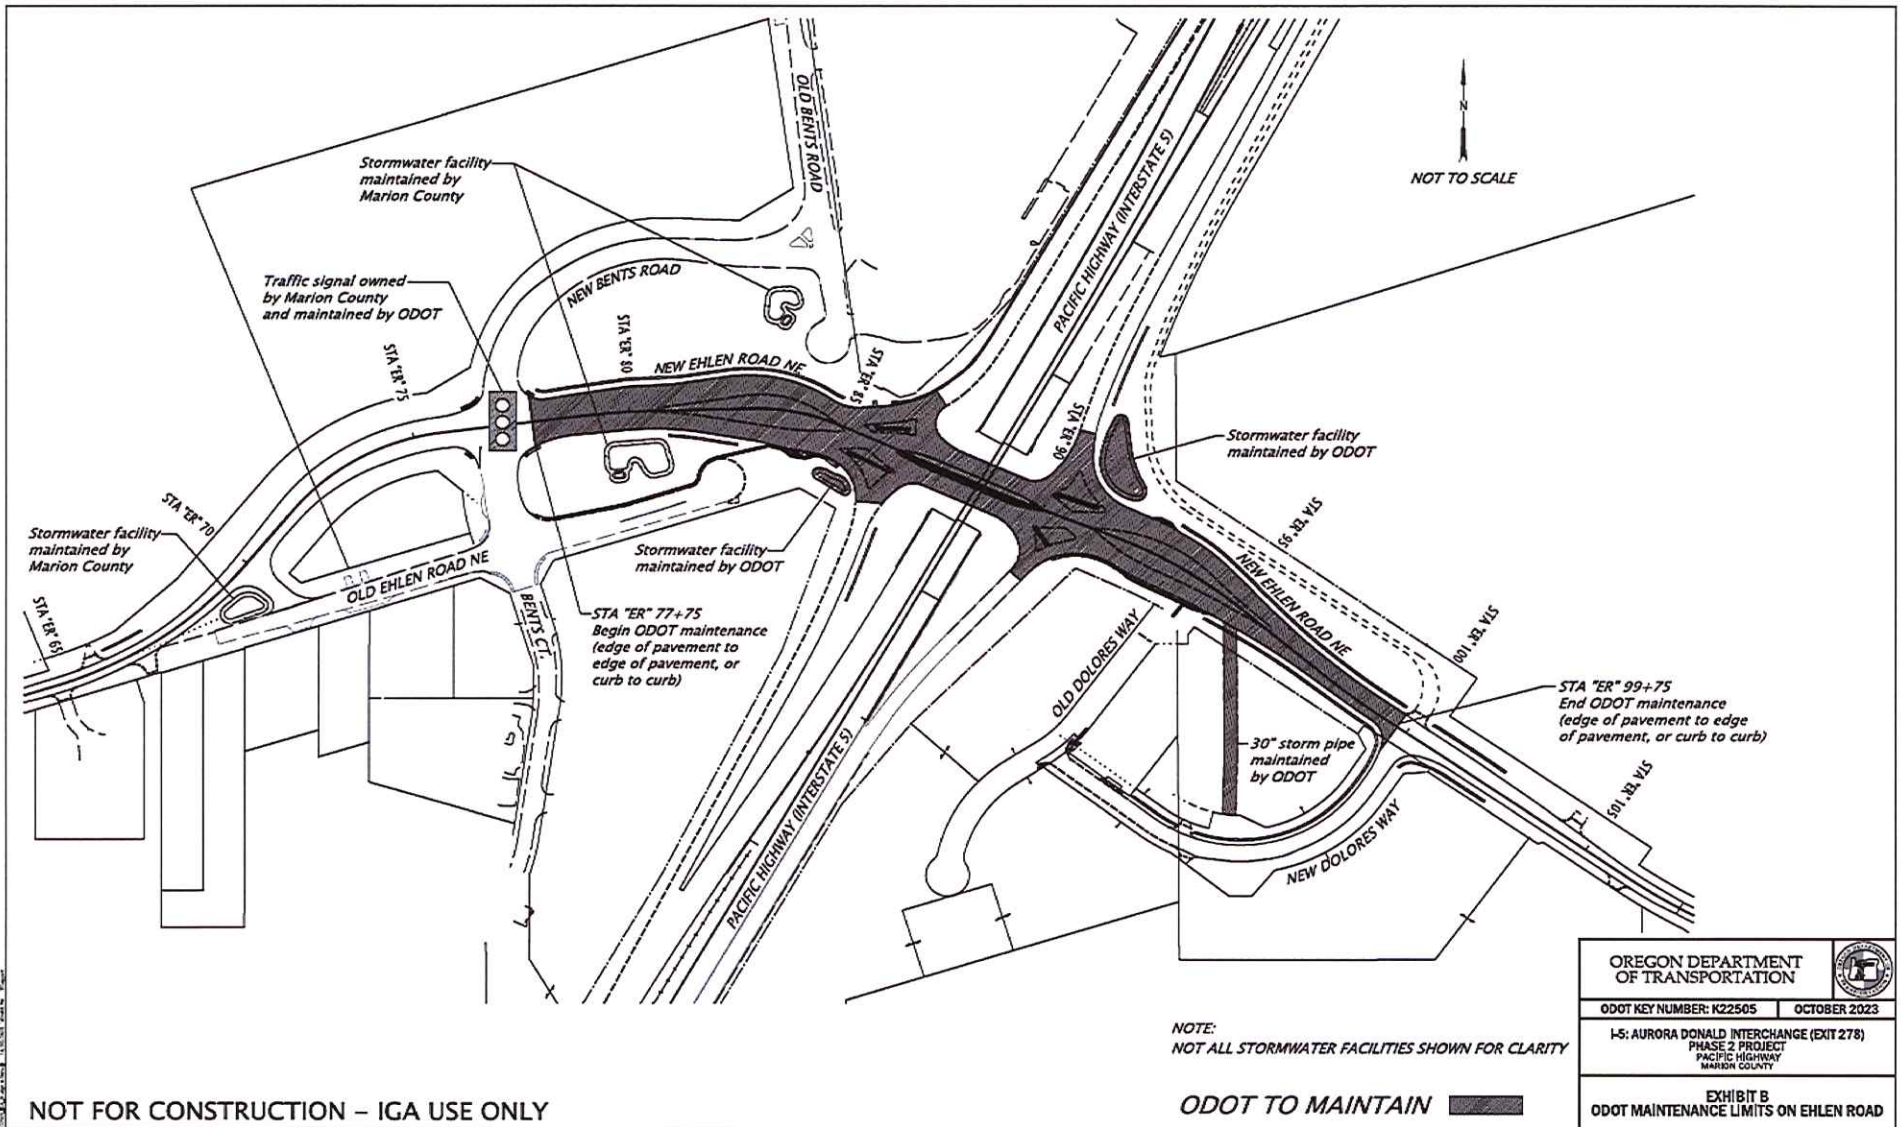 OLD BENTS ROAD
Stormwater facility
maintained by
Marion County
PACIFIC HIGHWAY (INTERSTATE 5)
N
NOT TO SCALE
Traffic signal owned
by Marion County
and maintained by ODOT
NEW BENTS ROAD
STA "ER" 75
STA "ER" 80
NEW EHLEN ROAD NE
STA "ER" 85
STA "ER" 90
Stormwater facility
maintained by ODOT
STA "ER" 70
STA "ER" 95
Stormwater facility
maintained by
Marion County
OLD EHLEN ROAD NE
Stormwater facility
maintained by ODOT
STA "ER" 65
BENTS CT.
STA "ER" 77+75
Begin ODOT maintenance
(edge of pavement to
edge of pavement, or
curb to curb)
NEW EHLEN ROAD NE
STA "ER" 100
OLD DOLORES WAY
STA "ER" 99+75
End ODOT maintenance
(edge of pavement to edge
of pavement, or curb to curb)
30" storm pipe
maintained
by ODOT
PACIFIC HIGHWAY (INTERSTATE 5)
STA "ER" 105
NEW DOLORES WAY
NOTE:
NOT ALL STORMWATER FACILITIES SHOWN FOR CLARITY
ODOT TO MAINTAIN
NOT FOR CONSTRUCTION – IGA USE ONLY
OREGON DEPARTMENT
OF TRANSPORTATION
ODOT KEY NUMBER: K22505
OCTOBER 2023
I-5: AURORA DONALD INTERCHANGE (EXIT 278)
PHASE 2 PROJECT
PACIFIC HIGHWAY
MARION COUNTY
EXHIBIT B
ODOT MAINTENANCE LIMITS ON EHLEN ROAD